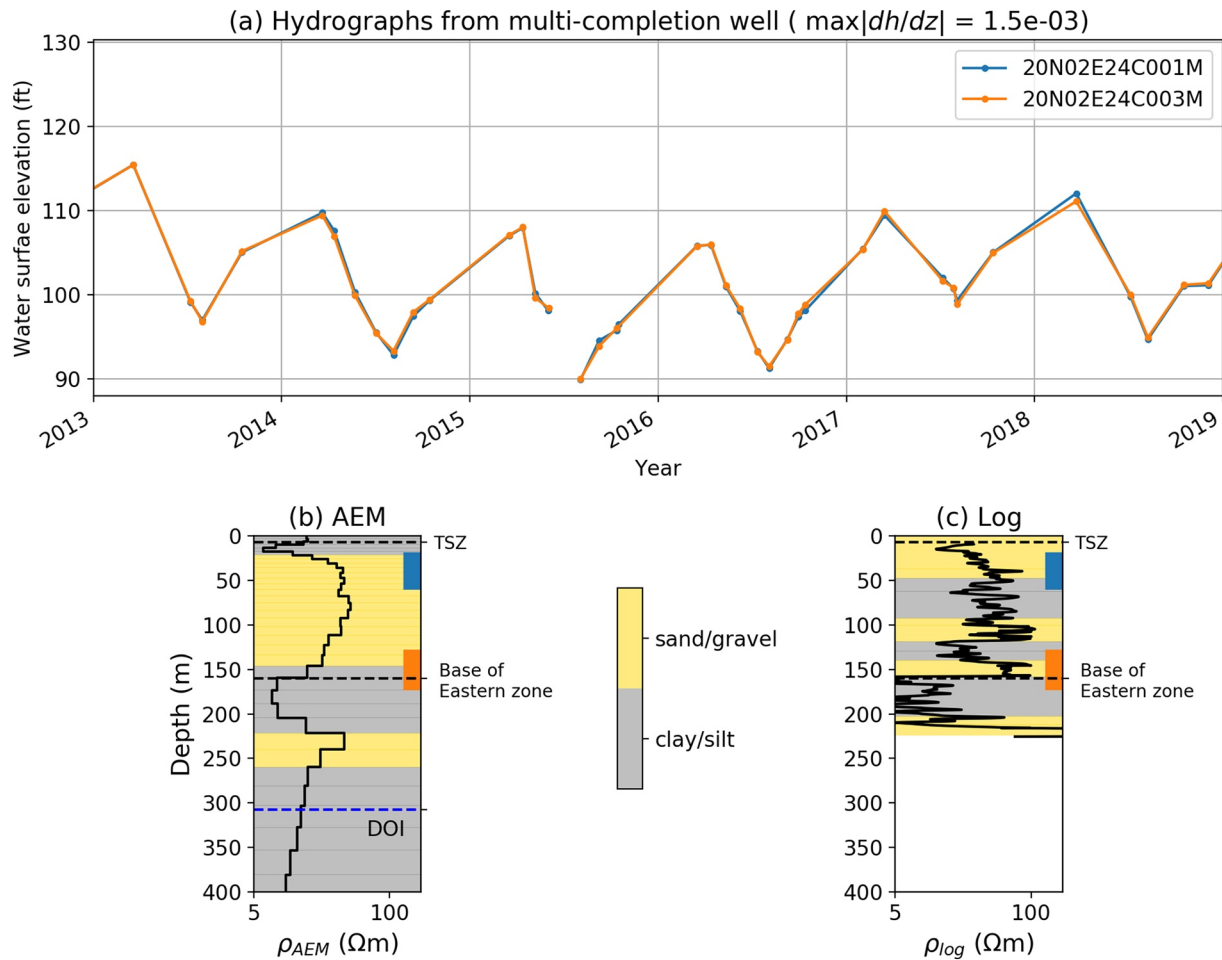 (a) Hydrographs from multi-completion well ( max|dh/dz| = 1.5e-03)
130
120
110
100
90
Water surfae elevation (ft)
20N02E24C001M
20N02E24C003M
2013
2014
2015
2016
2017
2018
2019
Year
(b) AEM
0
50
100
150
200
250
300
350
400
Depth (m)
TSZ
Base of
Eastern zone
DOI
5
100
ρAEM (Ωm)
sand/gravel
clay/silt
(c) Log
0
50
100
150
200
250
300
350
400
TSZ
Base of
Eastern zone
5
100
ρlog (Ωm)